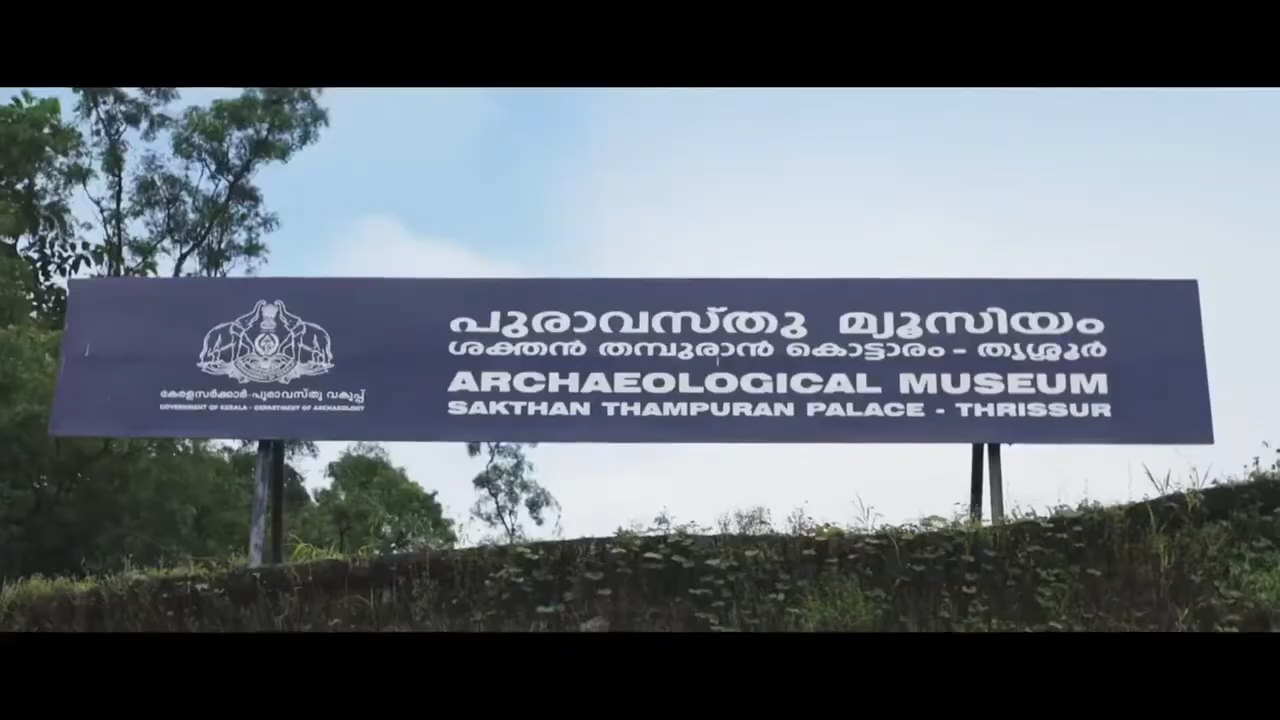 കേരളസർക്കാർ-പുരാവസ്തു വകുപ്പ്
GOVERNMENT OF KERALA - DEPARTMENT OF ARCHAEOLOGY
പുരാവസ്തു മ്യൂസിയം
ശക്തൻ തമ്പുരാൻ കൊട്ടാരം - തൃശ്ശൂർ
ARCHAEOLOGICAL MUSEUM
SAKTHAN THAMPURAN PALACE - THRISSUR